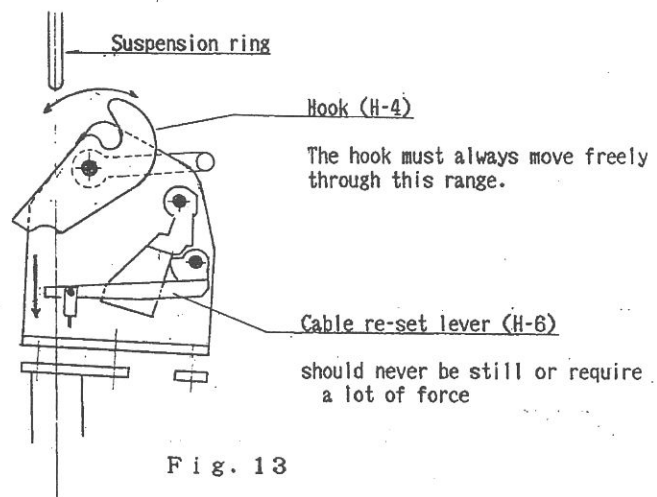 Suspension ring
Hook (H-4)
The hook must always move freely
through this range.
Cable re-set lever (H-6)
should never be still or require
a lot of force
Fig. 13